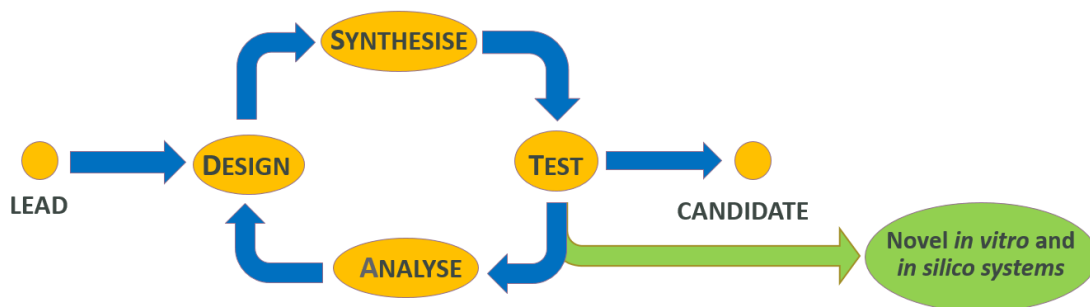 SYNTHESISE
DESIGN
TEST
LEAD
CANDIDATE
ANALYSE
Novel in vitro and
in silico systems